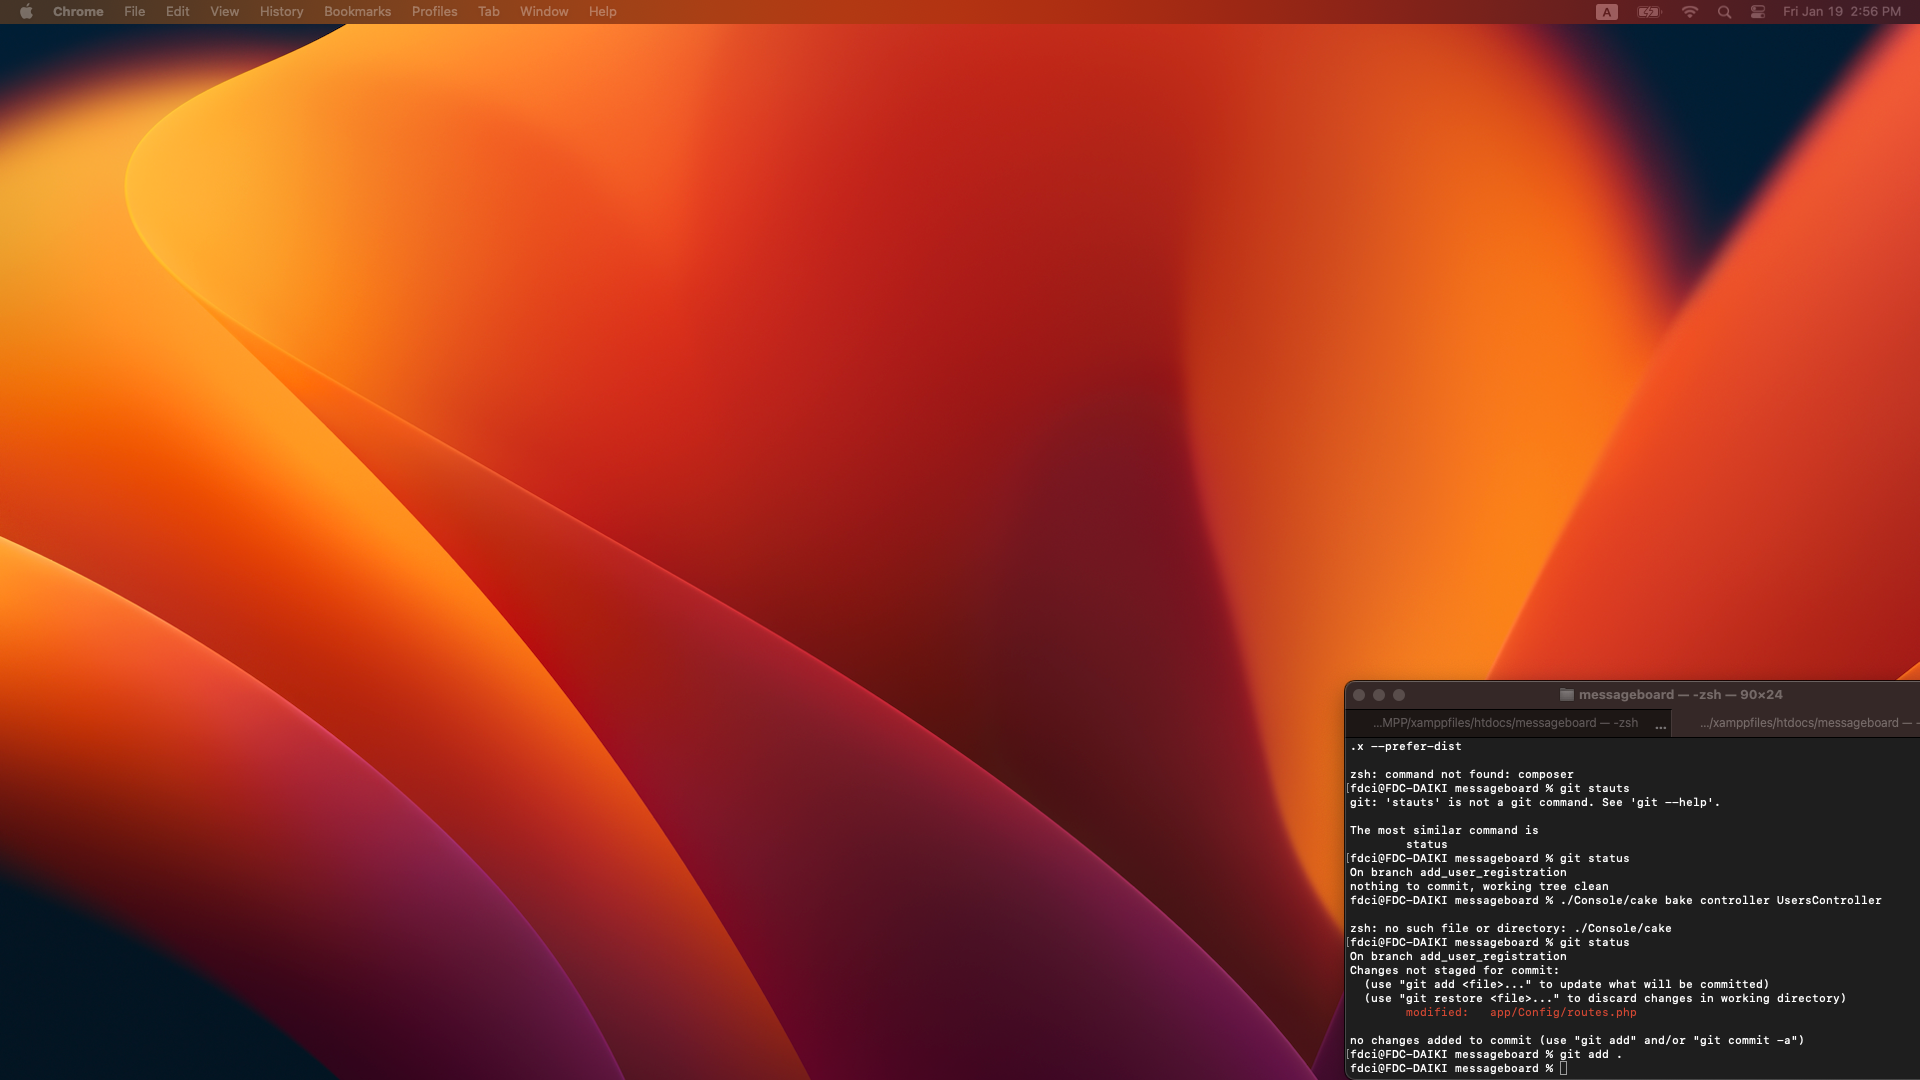 Chrome File Edit View History Bookmarks Profiles Tab Window Help A Fri Jan 19 2:56 PM
messageboard — -zsh — 90×24
...MPP/xamppfiles/htdocs/messageboard — -zsh ... .../xamppfiles/htdocs/messageboard — -
.x --prefer-dist
zsh: command not found: composer
[fdci@FDC-DAIKI messageboard % git stauts
git: 'stauts' is not a git command. See 'git --help'.
The most similar command is
status
[fdci@FDC-DAIKI messageboard % git status
On branch add_user_registration
nothing to commit, working tree clean
fdci@FDC-DAIKI messageboard % ./Console/cake bake controller UsersController
zsh: no such file or directory: ./Console/cake
[fdci@FDC-DAIKI messageboard % git status
On branch add_user_registration
Changes not staged for commit:
(use "git add <file>..." to update what will be committed)
(use "git restore <file>..." to discard changes in working directory)
modified: app/Config/routes.php
no changes added to commit (use "git add" and/or "git commit -a")
[fdci@FDC-DAIKI messageboard % git add .
fdci@FDC-DAIKI messageboard %